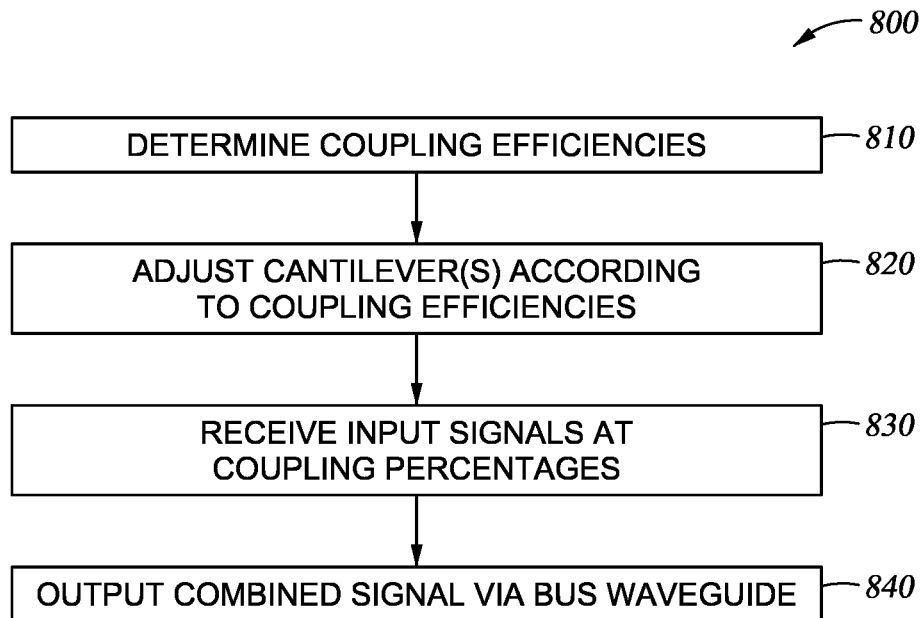 800
DETERMINE COUPLING EFFICIENCIES
810
ADJUST CANTILEVER(S) ACCORDING
TO COUPLING EFFICIENCIES
820
RECEIVE INPUT SIGNALS AT
COUPLING PERCENTAGES
830
OUTPUT COMBINED SIGNAL VIA BUS WAVEGUIDE
840